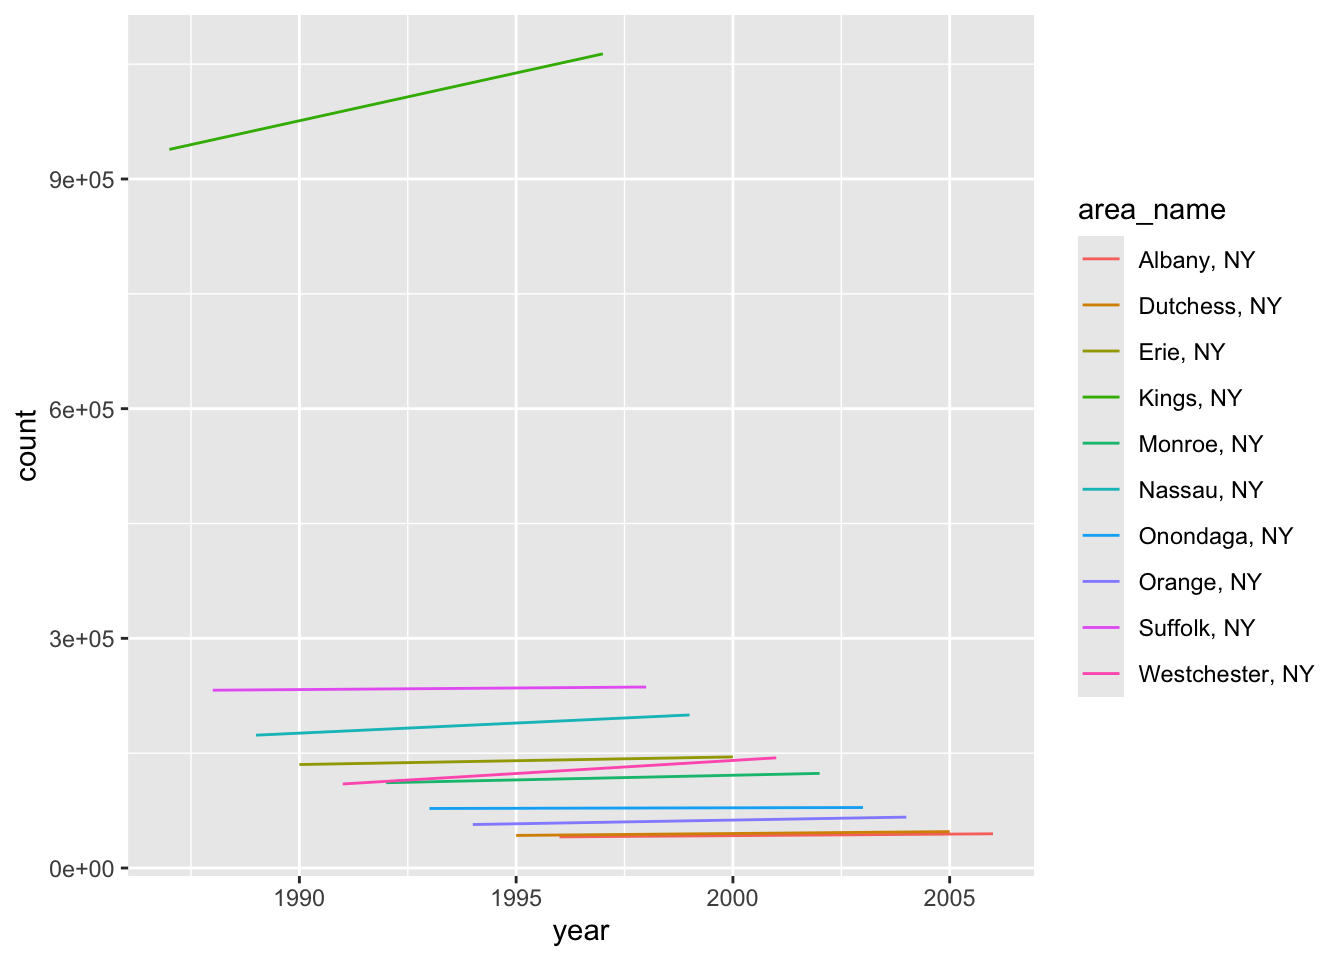 9e+05
6e+05
3e+05
0e+00
count
1990 1995 2000 2005
year
area_name
Albany, NY
Dutchess, NY
Erie, NY
Kings, NY
Monroe, NY
Nassau, NY
Onondaga, NY
Orange, NY
Suffolk, NY
Westchester, NY